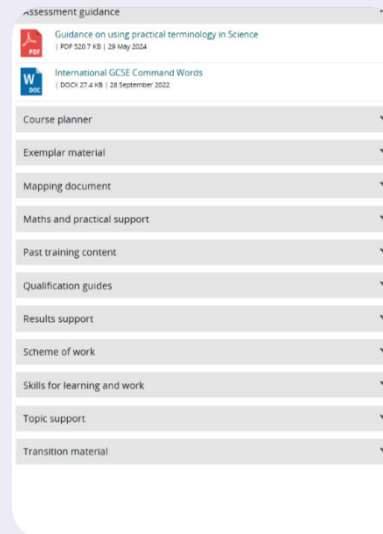 Assessment guidance
Guidance on using practical terminology in Science
PDF
| PDF 520.7 KB | 29 May 2024
International GCSE Command Words
W
DOC
| DOCX 27.4 KB | 28 September 2022
Course planner
Exemplar material
Mapping document
Maths and practical support
Past training content
Qualification guides
Results support
Scheme of work
Skills for learning and work
Topic support
Transition material